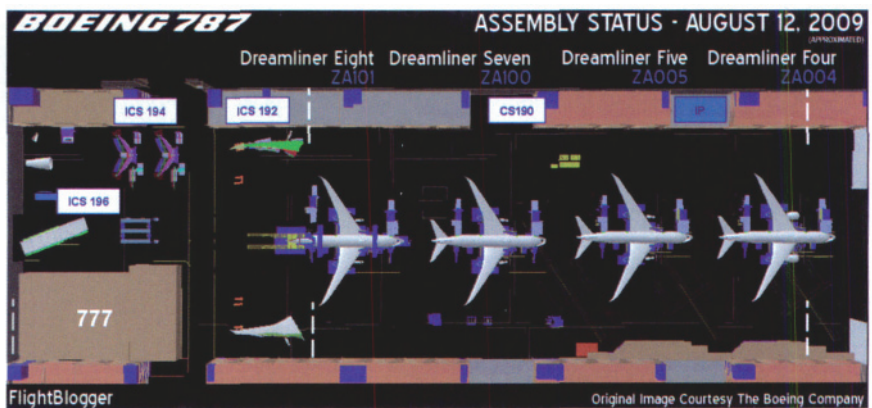 BOEING 787
ASSEMBLY STATUS - AUGUST 12, 2009
(APPROXIMATED)
Dreamliner Eight Dreamliner Seven Dreamliner Five Dreamliner Four
ZA101 ZA100 ZA005 ZA004
ICS 194 ICS 192 CS190 IP
ICS 196
777
FlightBlogger
Original Image Courtesy The Boeing Company